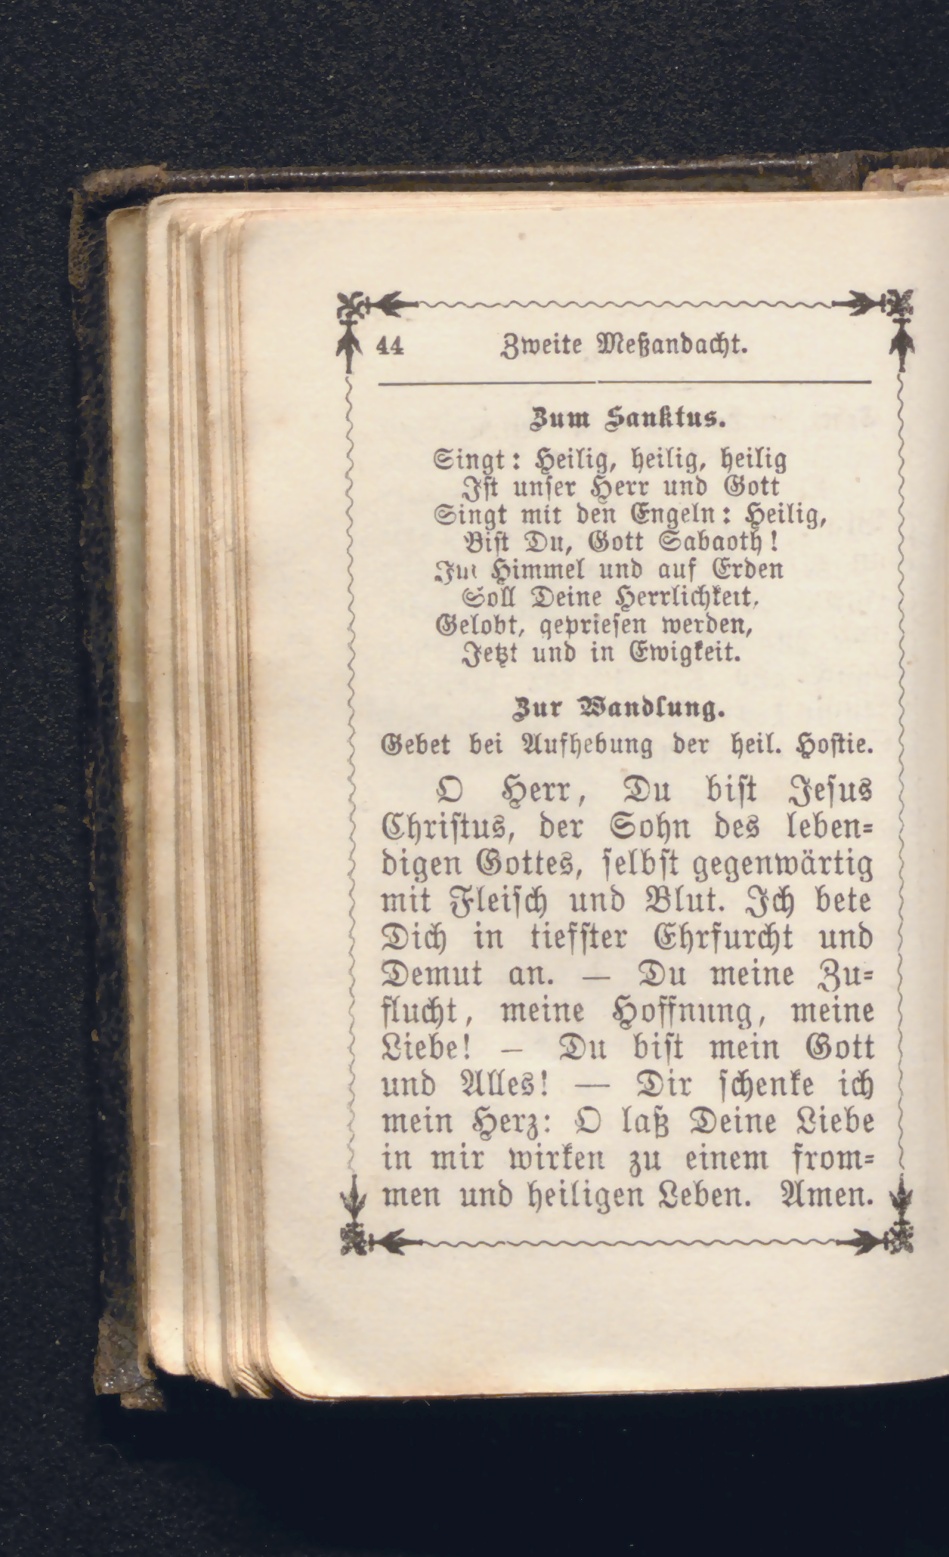 44 Zweite Meßandacht.
Zum Sanktus.
Singt: Heilig, heilig, heilig
Ist unser Herr und Gott
Singt mit den Engeln: Heilig,
Bist Du, Gott Sabaoth!
Im Himmel und auf Erden
Soll Deine Herrlichkeit,
Gelobt, gepriesen werden,
Jetzt und in Ewigkeit.
Zur Wandlung.
Gebet bei Aufhebung der heil. Hostie.
O Herr, Du bist Jesus
Christus, der Sohn des leben-
digen Gottes, selbst gegenwärtig
mit Fleisch und Blut. Ich bete
Dich in tiefster Ehrfurcht und
Demut an. — Du meine Zu-
flucht, meine Hoffnung, meine
Liebe! — Du bist mein Gott
und Alles! — Dir schenke ich
mein Herz: O laß Deine Liebe
in mir wirken zu einem from-
men und heiligen Leben. Amen.